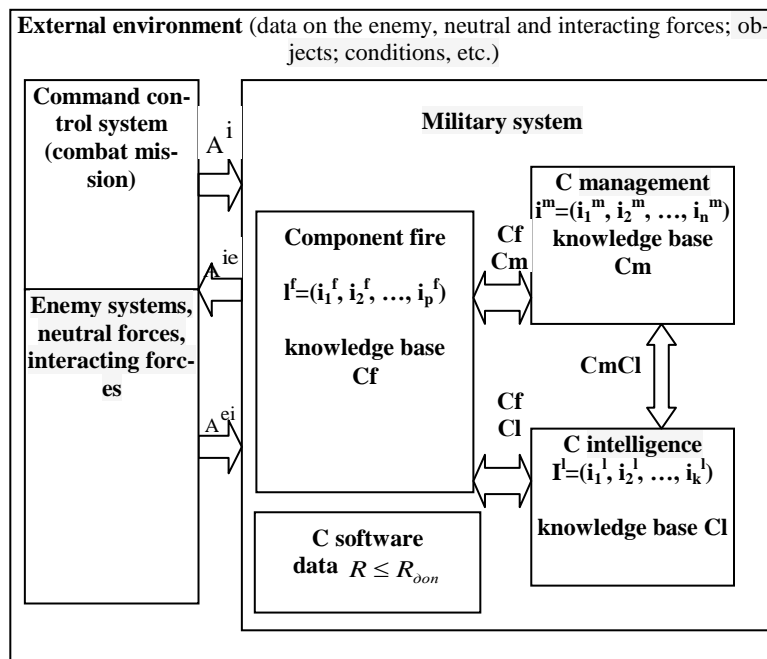 External environment (data on the enemy, neutral and interacting forces; ob-
jects; conditions, etc.)
Command con-
trol system
(combat mis-
sion)
A^i
A^ie
Enemy systems,
neutral forces,
interacting forc-
es
A^ei
Military system
Component fire
I^f=(i_1^f, i_2^f, …, i_p^f)
knowledge base
Cf
Cf
Cm
C management
i^m=(i_1^m, i_2^m, …, i_n^m)
knowledge base
Cm
CmCl
Cf
Cl
C intelligence
I^l=(i_1^l, i_2^l, …, i_k^l)
knowledge base Cl
C software
data R ≤ R_доп